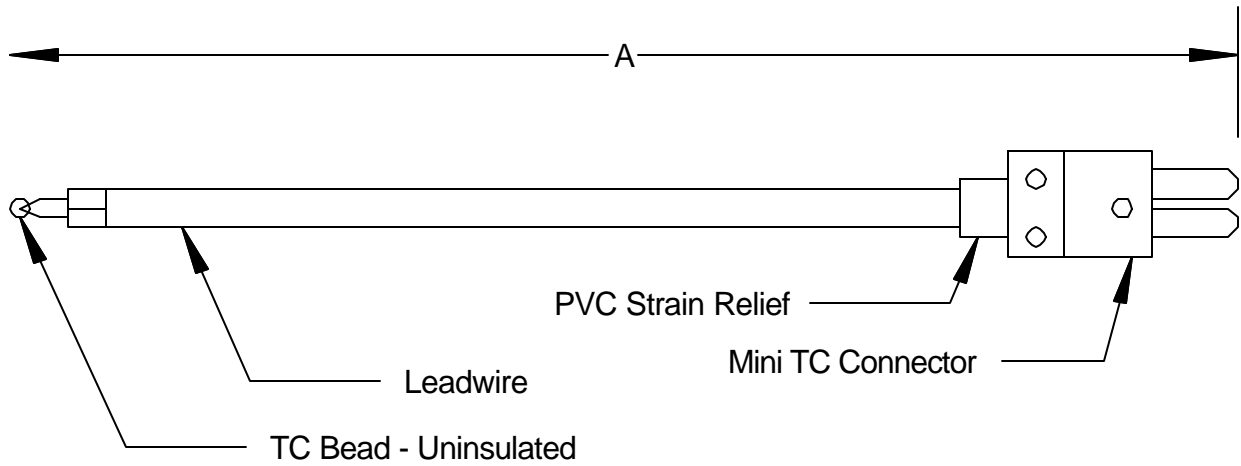 A
PVC Strain Relief
Mini TC Connector
Leadwire
TC Bead - Uninsulated